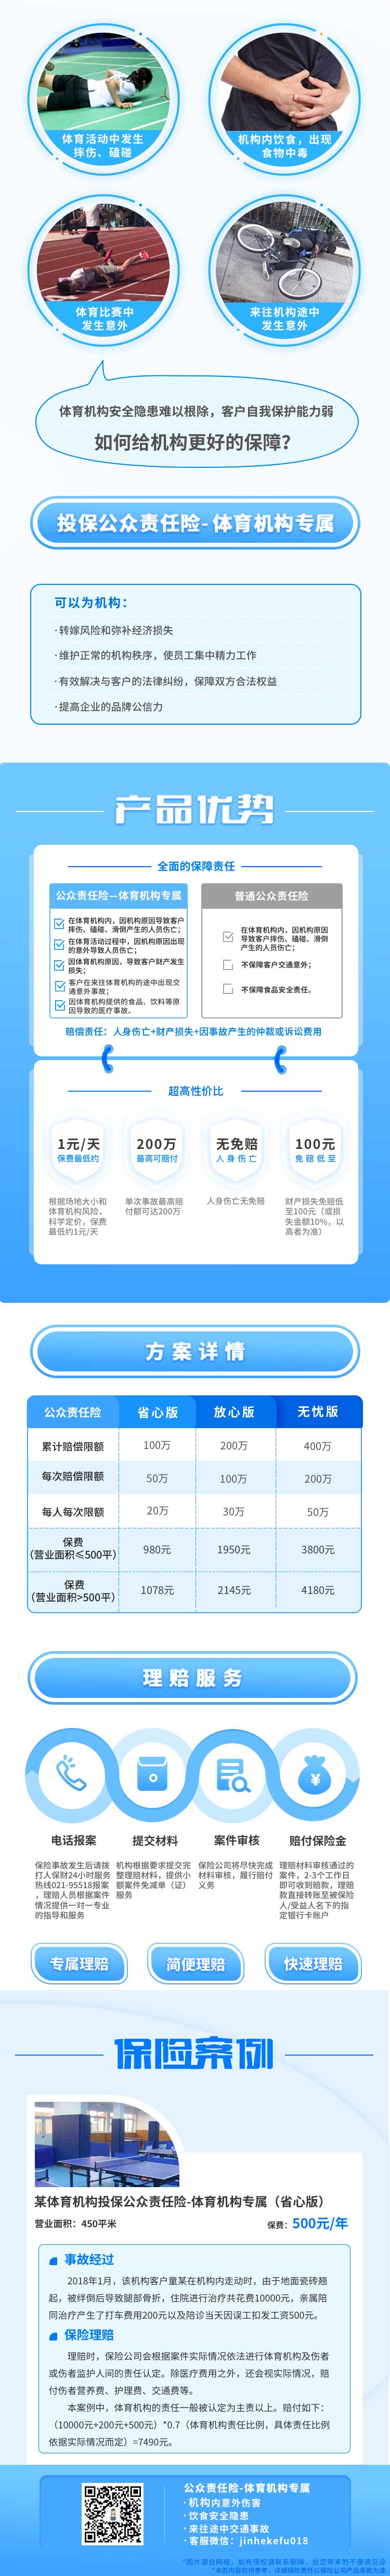 体育活动中发生
摔伤、磕碰
机构内饮食，出现
食物中毒
体育比赛中
发生意外
来往机构途中
发生意外
体育机构安全隐患难以根除，客户自我保护能力弱
如何给机构更好的保障？
投保公众责任险-体育机构专属
可以为机构：
·转嫁风险和弥补经济损失
·维护正常的机构秩序，使员工集中精力工作
·有效解决与客户的法律纠纷，保障双方合法权益
·提高企业的品牌公信力
产品优势
全面的保障责任
公众责任险—体育机构专属
在体育机构内，因机构原因导致客户
摔伤、磕碰、滑倒产生的人员伤亡；
在体育活动过程中，因机构原因出现
的意外导致人员伤亡；
因体育机构原因，导致客户财产发生
损失；
客户在来往体育机构的途中出现交
通意外事故；
因体育机构提供的食品、饮料等原
因导致的医疗事故。
普通公众责任险
在体育机构内，因机构原因
导致客户摔伤、磕碰、滑倒
产生的人员伤亡；
不保障客户交通意外；
不保障食品安全责任。
赔偿责任：人身伤亡+财产损失+因事故产生的仲裁或诉讼费用
超高性价比
1元/天
保费最低约
200万
最高可赔付
无免赔
人身伤亡
100元
免赔低至
根据场地大小和
体育机构风险，
科学定价，保费
最低约1元/天
单次事故最高赔
付额可达200万
人身伤亡无免赔
财产损失免赔低
至100元（或损
失金额10%，以
高者为准）
方案详情
公众责任险 省心版 放心版 无忧版
累计赔偿限额 100万 200万 400万
每次赔偿限额 50万 100万 200万
每人每次限额 20万 30万 50万
保费
（营业面积≤500平） 980元 1950元 3800元
保费
（营业面积>500平） 1078元 2145元 4180元
理赔服务
电话报案
保险事故发生后请拨
打人保财24小时服务
热线021-95518报案
，理赔人员根据案件
情况提供一对一专业
的指导和服务
提交材料
机构根据要求提交完
整理赔材料，提供小
额案件免减单（证）
服务
案件审核
保险公司将尽快完成
材料审核，履行赔付
义务
赔付保险金
理赔材料审核通过的
案件，2-3个工作日
即可收到赔款，理赔
款直接转账至被保险
人/受益人名下的指
定银行卡账户
专属理赔
简便理赔
快速理赔
保险案例
某体育机构投保公众责任险-体育机构专属（省心版）
营业面积：450平米
保费：500元/年
事故经过
2018年1月，该机构客户童某在机构内走动时，由于地面瓷砖翘
起，被绊倒后导致腿部骨折，住院进行治疗共花费10000元，亲属陪
同治疗产生了打车费用200元以及陪诊当天因误工扣发工资500元。
保险理赔
理赔时，保险公司会根据案件实际情况依法进行体育机构及伤者
或伤者监护人间的责任认定。除医疗费用之外，还会视实际情况，赔
付伤者营养费、护理费、交通费等。
本案例中，体育机构的责任一般被认定为主责以上。赔付如下：
（10000元+200元+500元）*0.7（体育机构责任比例，具体责任比例
依据实际情况而定）=7490元。
公众责任险-体育机构专属
·机构内意外伤害
·饮食安全隐患
·来往途中交通事故
·客服微信：jinhekefu018
*图片源自网络，如有侵权请联系删除，给您带来的不便请见谅
*本页内容仅供参考，详细保险责任以保险公司产品条款为准